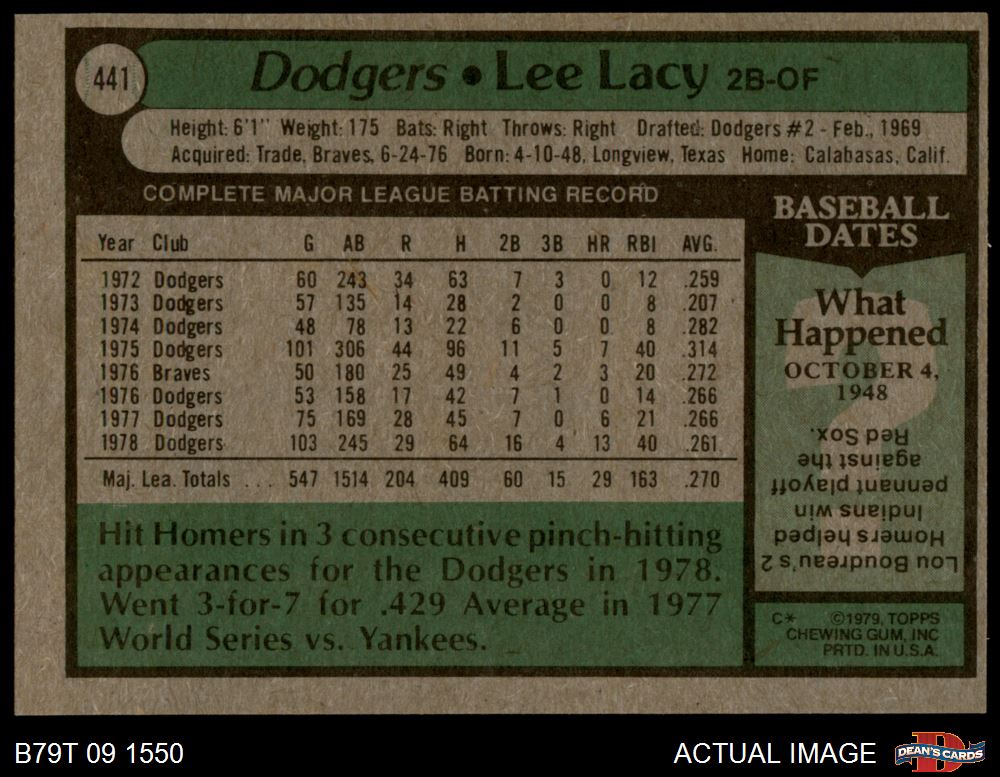 441
Dodgers • Lee Lacy 2B-OF
Height: 6'1" Weight: 175 Bats: Right Throws: Right Drafted: Dodgers #2 - Feb., 1969
Acquired: Trade, Braves, 6-24-76 Born: 4-10-48, Longview, Texas Home: Calabasas, Calif.
COMPLETE MAJOR LEAGUE BATTING RECORD
Year Club G AB R H 2B 3B HR RBI AVG.
1972 Dodgers 60 243 34 63 7 3 0 12 .259
1973 Dodgers 57 135 14 28 2 0 0 8 .207
1974 Dodgers 48 78 13 22 6 0 0 8 .282
1975 Dodgers 101 306 44 96 11 5 7 40 .314
1976 Braves 50 180 25 49 4 2 3 20 .272
1976 Dodgers 53 158 17 42 7 1 0 14 .266
1977 Dodgers 75 169 28 45 7 0 6 21 .266
1978 Dodgers 103 245 29 64 16 4 13 40 .261
Maj. Lea. Totals . . . 547 1514 204 409 60 15 29 163 .270
Hit Homers in 3 consecutive pinch-hitting
appearances for the Dodgers in 1978.
Went 3-for-7 for .429 Average in 1977
World Series vs. Yankees.
BASEBALL
DATES
What
Happened
OCTOBER 4,
1948
Lou Boudreau's 2
Homers helped
Indians win
pennant playoff
against the
Red Sox.
C* ©1979, TOPPS
CHEWING GUM, INC
PRTD. IN U.S.A.
B79T 09 1550
ACTUAL IMAGE
DEAN'S CARDS